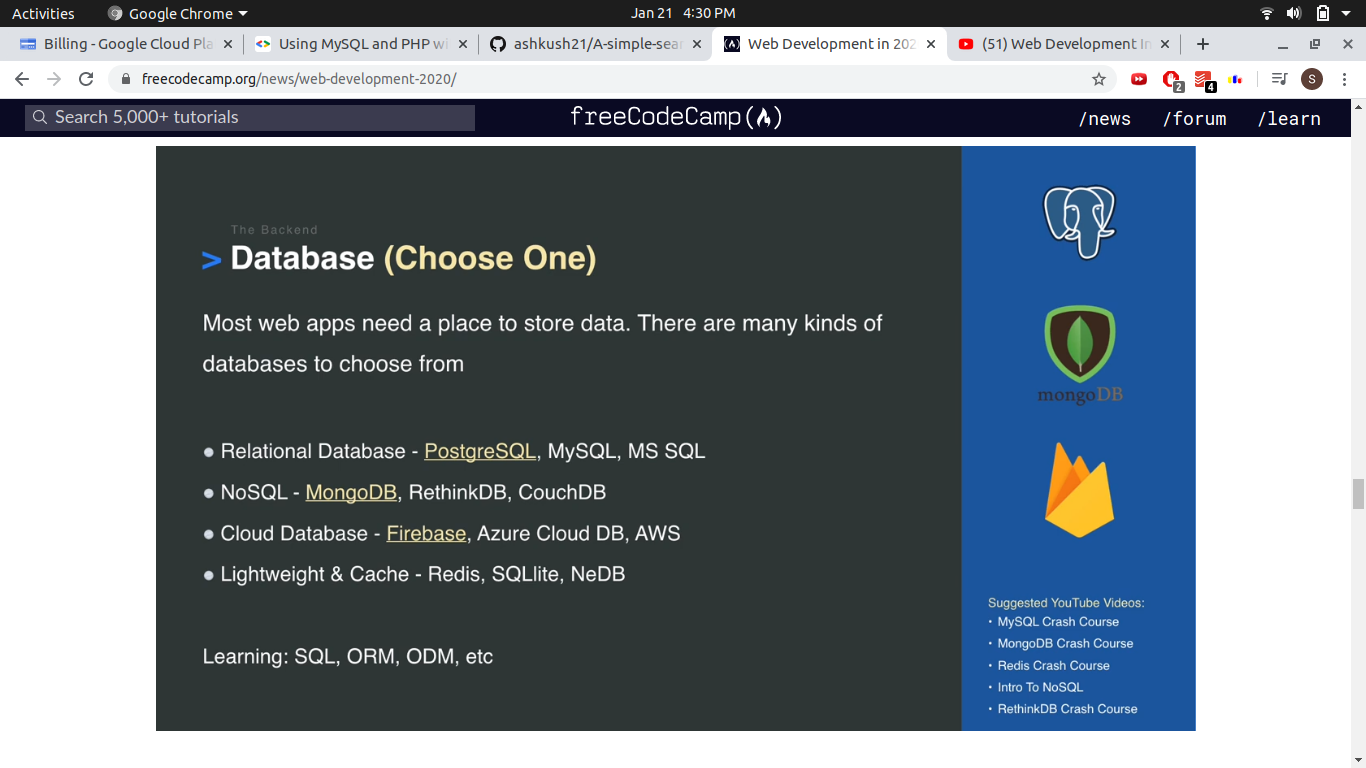 Activities
Google Chrome
Jan 21 4:30 PM
Billing - Google Cloud Pla
Using MySQL and PHP wi
ashkush21/A-simple-sear
Web Development in 202
(51) Web Development In
freecodecamp.org/news/web-development-2020/
2
4
S
Search 5,000+ tutorials
freeCodeCamp
/news
/forum
/learn
The Backend
> Database (Choose One)
Most web apps need a place to store data. There are many kinds of
databases to choose from
• Relational Database - PostgreSQL, MySQL, MS SQL
• NoSQL - MongoDB, RethinkDB, CouchDB
• Cloud Database - Firebase, Azure Cloud DB, AWS
• Lightweight & Cache - Redis, SQLlite, NeDB
Learning: SQL, ORM, ODM, etc
mongoDB
Suggested YouTube Videos:
• MySQL Crash Course
• MongoDB Crash Course
• Redis Crash Course
• Intro To NoSQL
• RethinkDB Crash Course